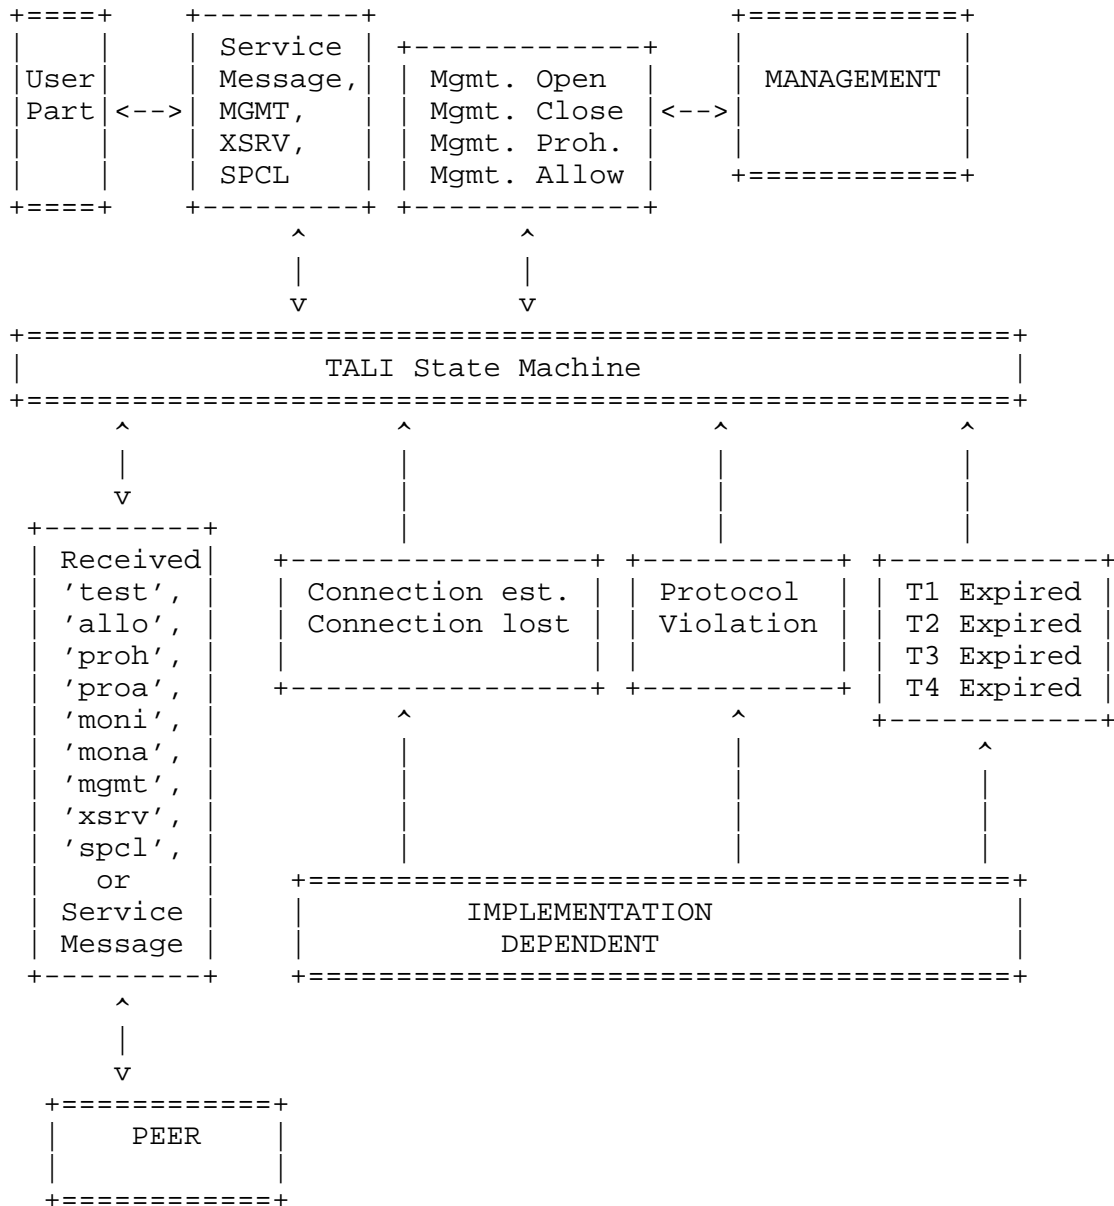 +====+    +---------+                    +============+
|    |    | Service | +-------------+    |            |
|User|    | Message,| | Mgmt. Open  |    | MANAGEMENT |
|Part|<-->| MGMT,   | | Mgmt. Close |<-->|            |
|    |    | XSRV,   | | Mgmt. Proh. |    |            |
|    |    | SPCL    | | Mgmt. Allow |    +============+
+====+    +---------+ +-------------+
^ ^
| |
v v
+========================================================+
|                 TALI State Machine                     |
+========================================================+
^ ^ ^ ^
| | | |
v | | |
+---------+ | | |
| Received| +-----------------+ +-----------+ +------------+
| 'test', | | Connection est. | | Protocol  | | T1 Expired |
| 'allo', | | Connection lost | | Violation | | T2 Expired |
| 'proh', | |                 | |           | | T3 Expired |
| 'proa', | +-----------------+ +-----------+ | T4 Expired |
| 'moni', | ^ ^ +------------+
| 'mona', | | | ^
| 'mgmt', | | | |
| 'xsrv', | | | |
| 'spcl', | | | |
|   or    | +========================================+
| Service | |         IMPLEMENTATION                 |
| Message | |           DEPENDENT                    |
+---------+ +========================================+
^
|
v
+============+
|    PEER    |
|            |
+============+